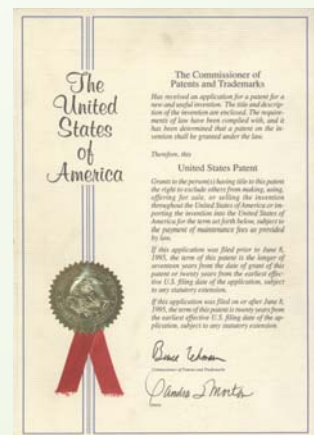 The
United
States
of
America
The Commissioner of
Patents and Trademarks
Has received an application for a patent for a
new and useful invention. The title and descrip-
tion of the invention are enclosed. The require-
ments of law have been complied with, and it
has been determined that a patent on the in-
vention shall be granted under the law.
Therefore, this
United States Patent
Grants to the person(s) having title to this patent
the right to exclude others from making, using,
offering for sale, or selling the invention
throughout the United States of America or im-
porting the invention into the United States of
America for the term set forth below, subject to
the payment of maintenance fees as provided
by law.
If this application was filed prior to June 8,
1995, the term of this patent is the longer of
seventeen years from the date of grant of this
patent or twenty years from the earliest effec-
tive U.S. filing date of the application, subject
to any statutory extension.
If this application was filed on or after June 8,
1995, the term of this patent is twenty years from
the earliest effective U.S. filing date of the ap-
plication, subject to any statutory extension.
Bruce Lehman
Commissioner of Patents and Trademarks